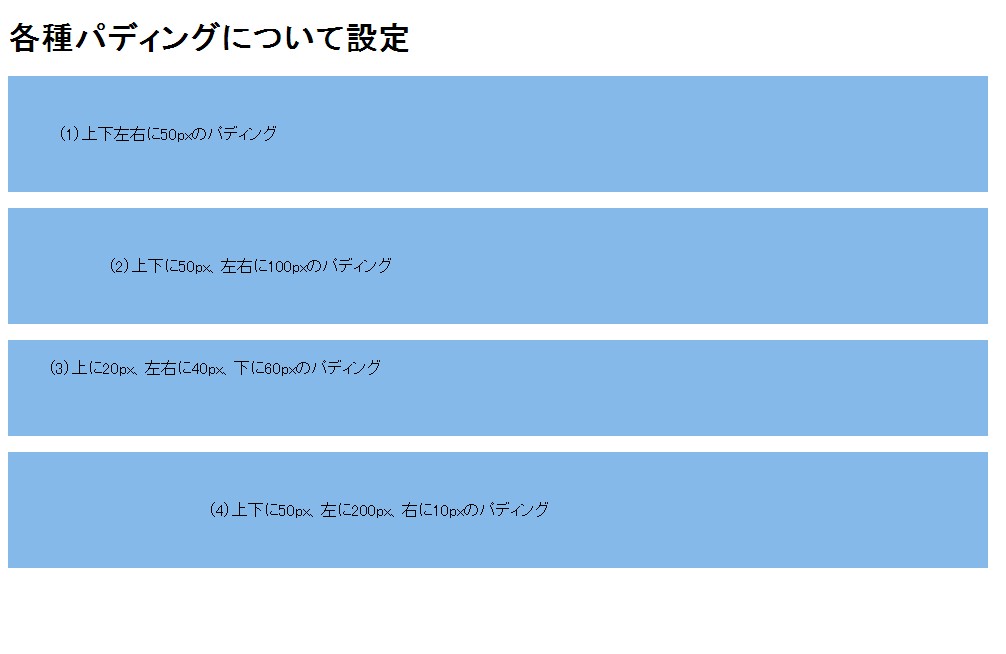 各種パディングについて設定
(1)上下左右に50pxのパディング
(2)上下に50px、左右に100pxのパディング
(3)上に20px、左右に40px、下に60pxのパディング
(4)上下に50px、左に200px、右に10pxのパディング